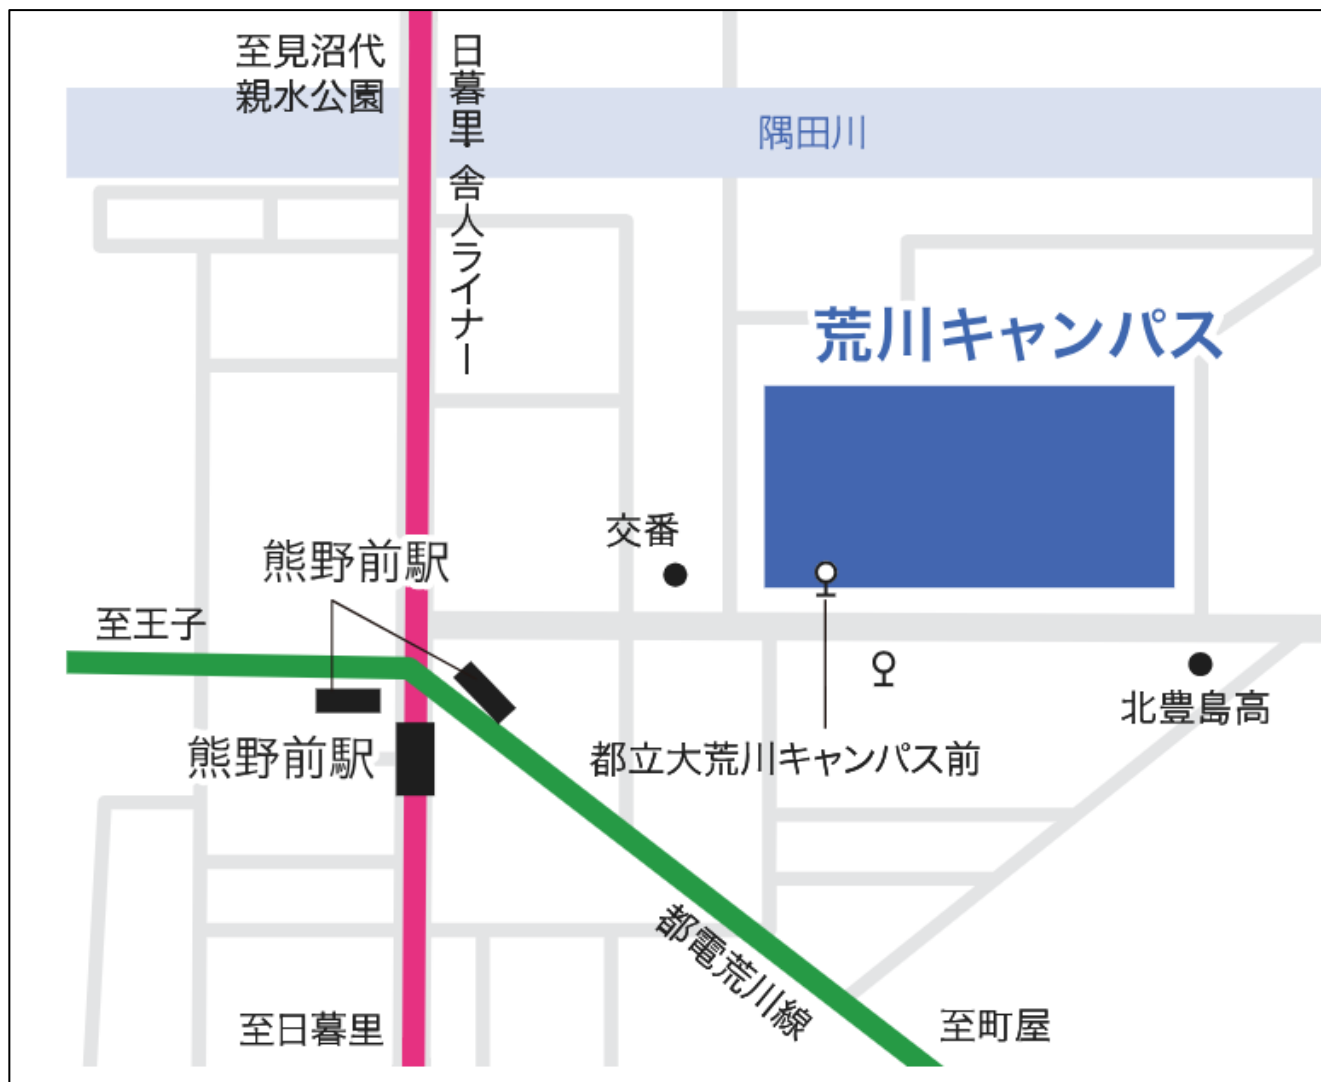 至見沼代
親水公園
日暮里・舎人ライナー
隅田川
荒川キャンパス
交番
熊野前駅
至王子
北豊島高
熊野前駅
都立大荒川キャンパス前
都電荒川線
至日暮里
至町屋